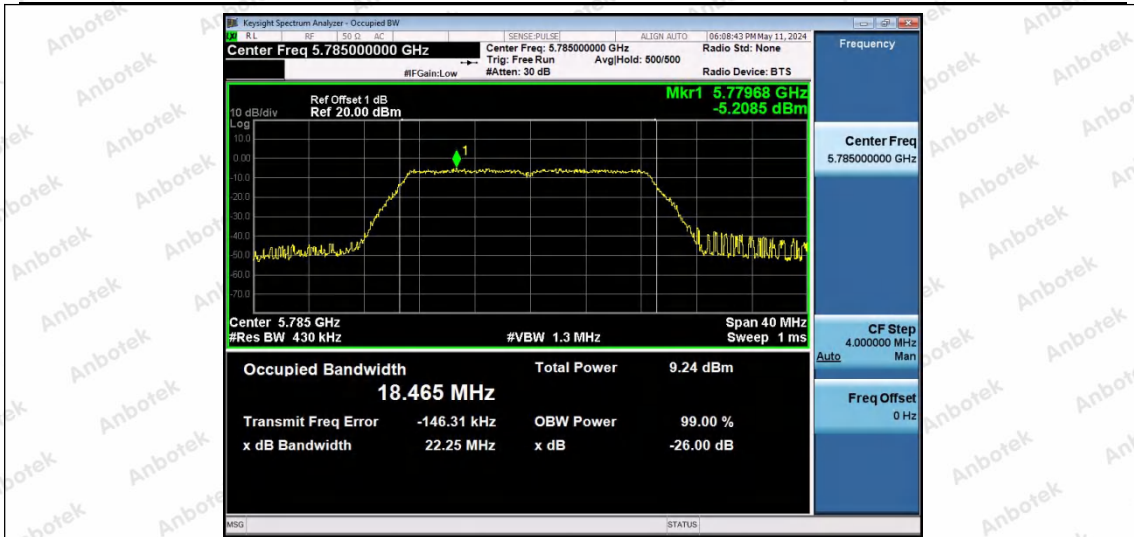 Keysight Spectrum Analyzer - Occupied BW
RL RF 50 Ω AC SENSE:PULSE ALIGN AUTO 06:08:43 PM May 11, 2024
Center Freq 5.785000000 GHz
Center Freq: 5.785000000 GHz Radio Std: None
Trig: Free Run Avg|Hold: 500/500
#IFGain:Low #Atten: 30 dB Radio Device: BTS
Frequency
Ref Offset 1 dB Mkr1 5.77968 GHz
10 dB/div Ref 20.00 dBm -5.2085 dBm
Log
10.0
0.00
-10.0
-20.0
-30.0
-40.0
-50.0
-60.0
-70.0
1
Center 5.785 GHz Span 40 MHz
#Res BW 430 kHz #VBW 1.3 MHz Sweep 1 ms
Center Freq
5.785000000 GHz
CF Step
4.000000 MHz
Auto Man
Freq Offset
0 Hz
Occupied Bandwidth Total Power 9.24 dBm
18.465 MHz
Transmit Freq Error -146.31 kHz OBW Power 99.00 %
x dB Bandwidth 22.25 MHz x dB -26.00 dB
MSG STATUS
Anbotek